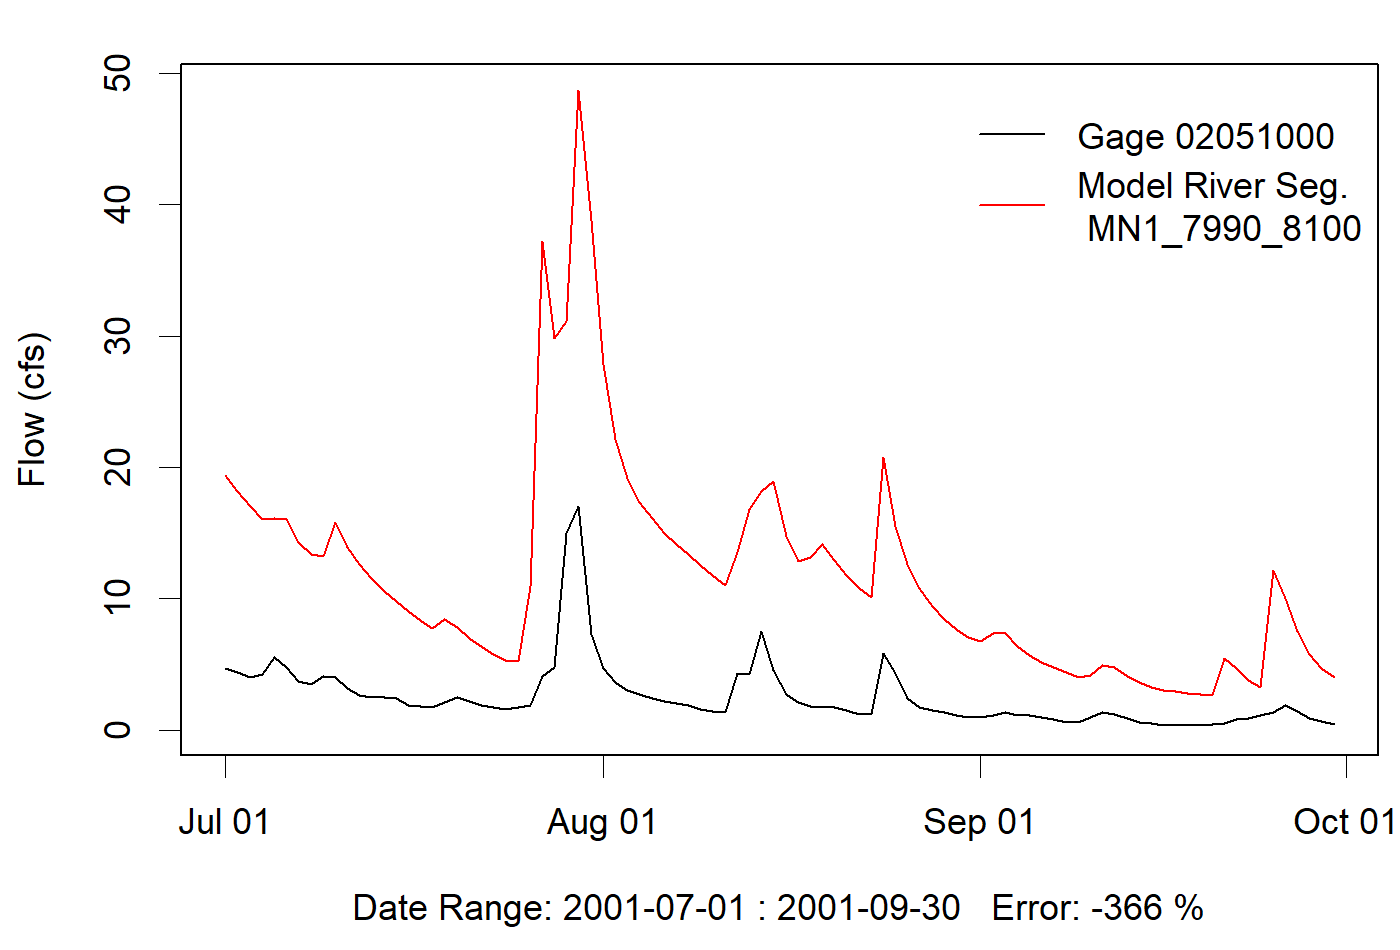 50
40
30
20
10
0
Flow (cfs)
Gage 02051000
Model River Seg.
MN1_7990_8100
Jul 01 Aug 01 Sep 01 Oct 01
Date Range: 2001-07-01 : 2001-09-30 Error: -366 %